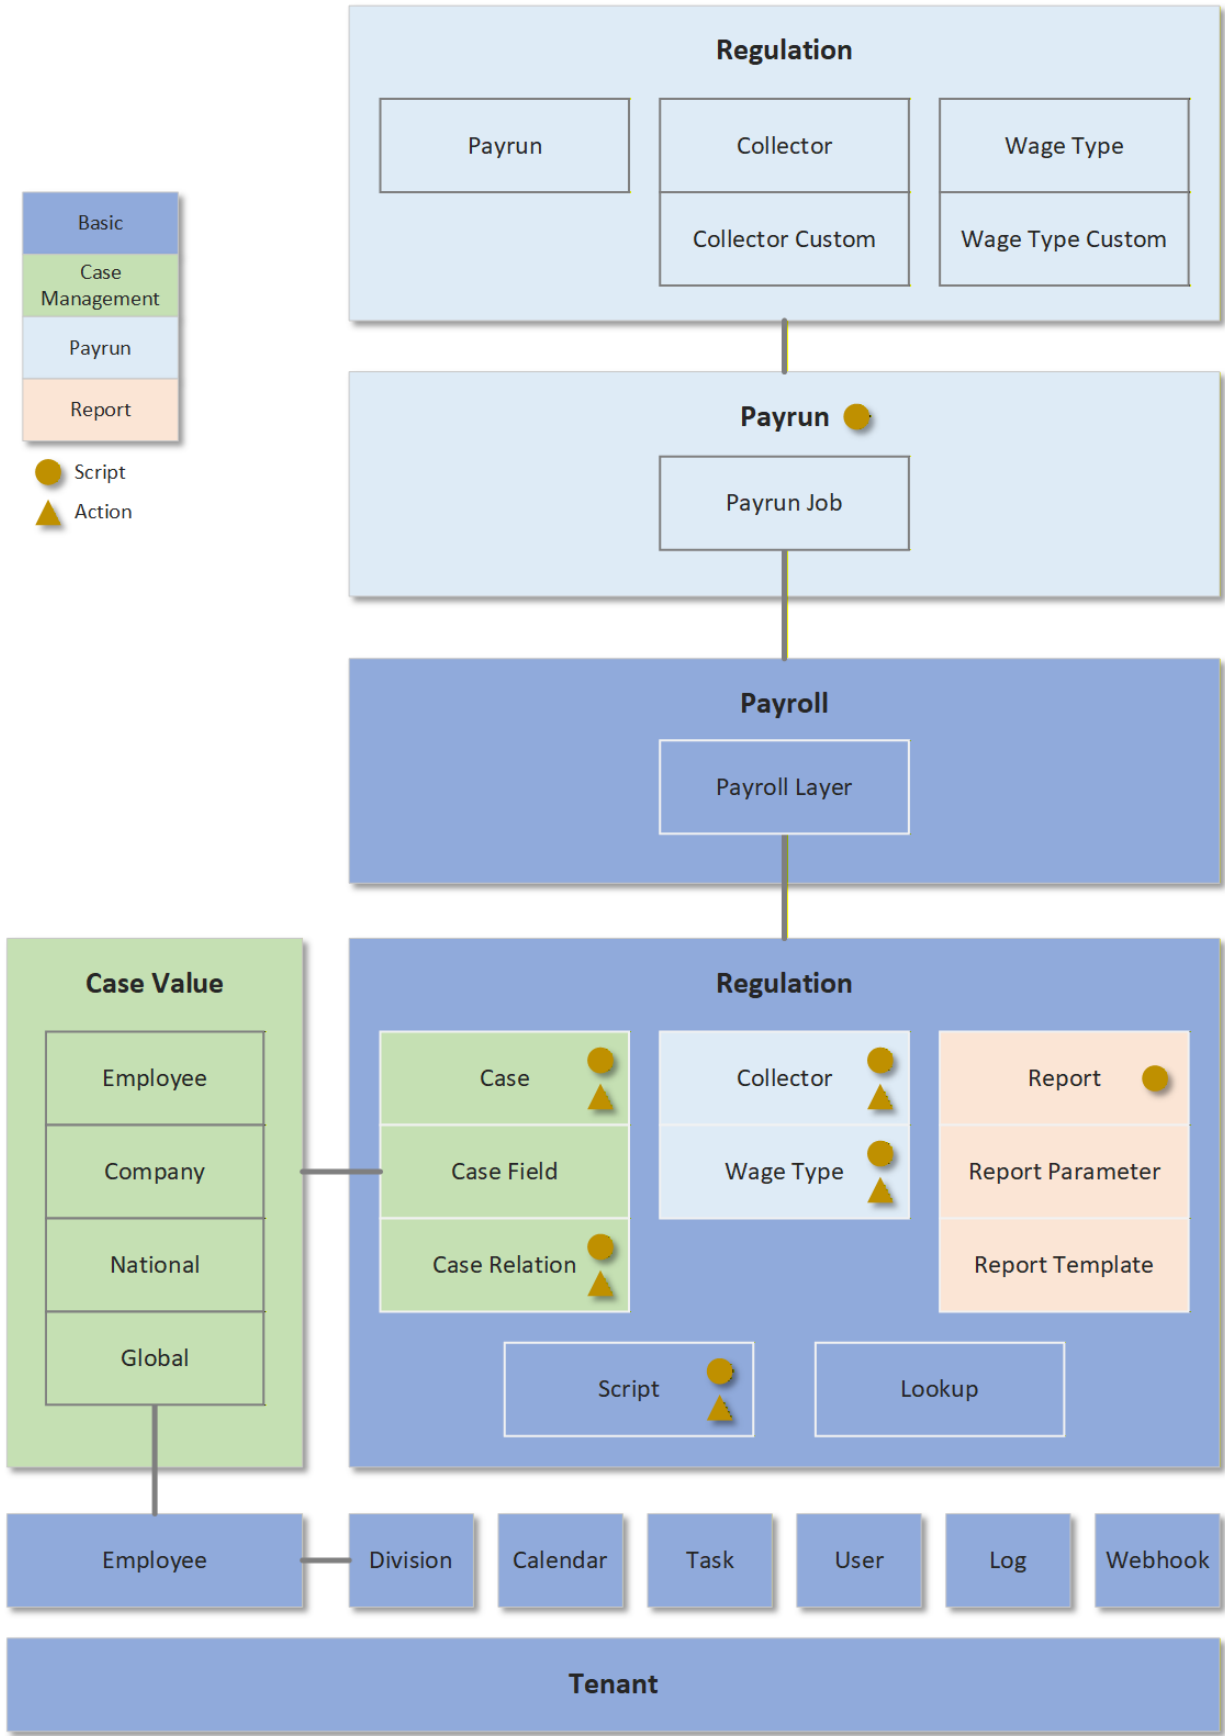 Regulation
Payrun
Collector
Wage Type
Collector Custom
Wage Type Custom
Basic
Case
Management
Payrun
Report
Script
Action
Payrun
Payrun Job
Payroll
Payroll Layer
Case Value
Employee
Company
National
Global
Regulation
Case
Collector
Report
Case Field
Wage Type
Report Parameter
Case Relation
Report Template
Script
Lookup
Employee
Division
Calendar
Task
User
Log
Webhook
Tenant